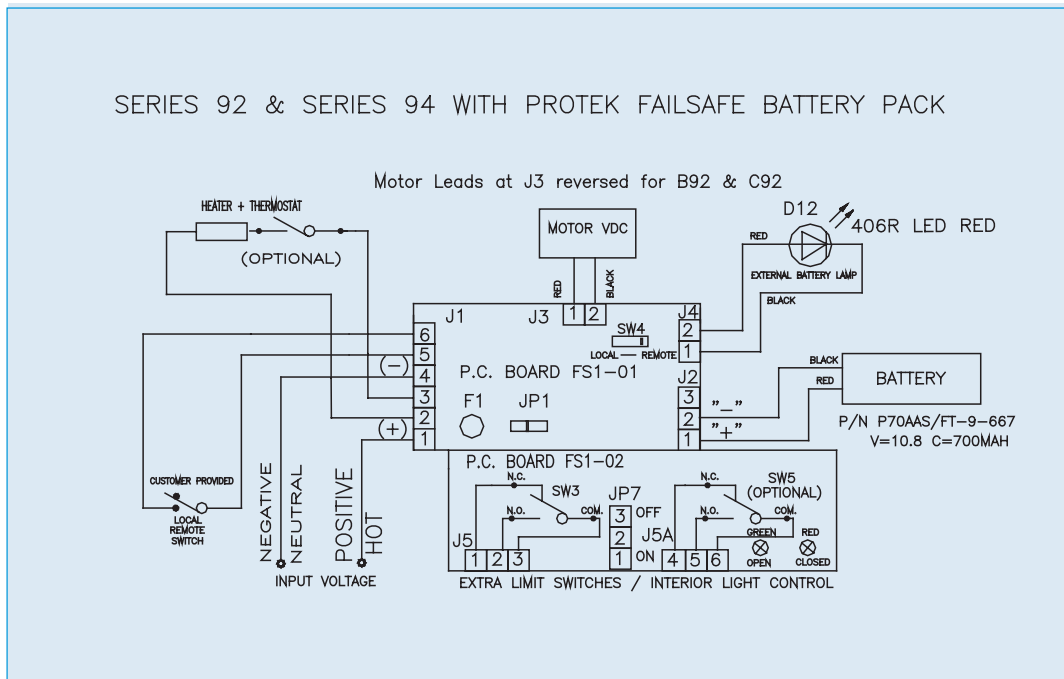 SERIES 92 & SERIES 94 WITH PROTEK FAILSAFE BATTERY PACK
Motor Leads at J3 reversed for B92 & C92
HEATER + THERMOSTAT
(OPTIONAL)
MOTOR VDC
RED
BLACK
D12
406R LED RED
RED
EXTERNAL BATTERY LAMP
BLACK
J1
J3
1 2
SW4
LOCAL — REMOTE
J4
2
1
6
5
(-)
4
3
2
(+)
1
P.C. BOARD FS1-01
F1
JP1
J2
3
"-"
2
"+"
1
BLACK
RED
BATTERY
P/N P70AAS/FT-9-667
V=10.8 C=700MAH
CUSTOMER PROVIDED
LOCAL
REMOTE
SWITCH
NEGATIVE
NEUTRAL
POSITIVE
HOT
INPUT VOLTAGE
P.C. BOARD FS1-02
N.C.
SW3
N.O.
COM.
J5
1 2 3
JP7
3 OFF
2
1 ON
J5A
N.C.
SW5
(OPTIONAL)
N.O.
COM.
4 5 6
GREEN
OPEN
RED
CLOSED
EXTRA LIMIT SWITCHES / INTERIOR LIGHT CONTROL